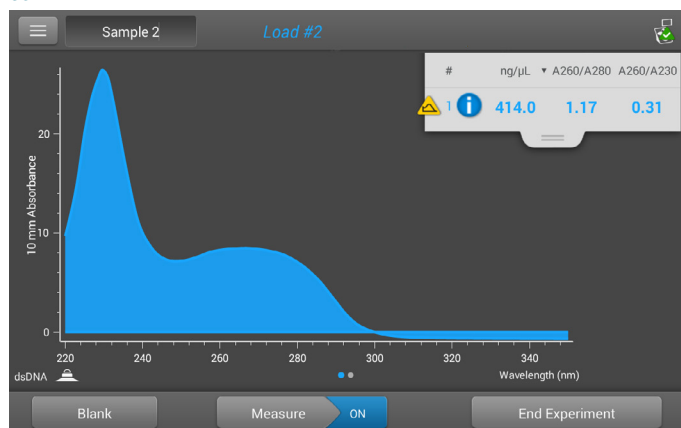 Sample 2
Load #2
# ng/µL ▼ A260/A280 A260/A230
1 414.0 1.17 0.31
10 mm Absorbance
20
10
0
220 240 260 280 300 320 340
dsDNA
Wavelength (nm)
Blank
Measure ON
End Experiment